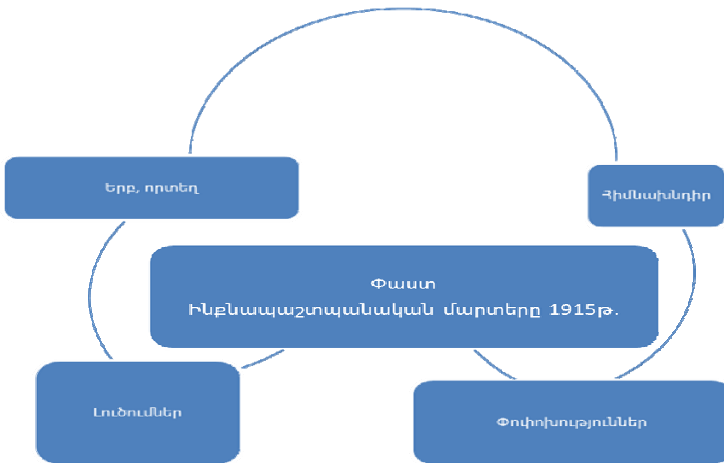 Երբ, որտեղ
Հիմնախնդիր
Փաստ
Ինքնապաշտպանական մարտերը 1915թ.
Լուծումներ
Փոփոխություններ